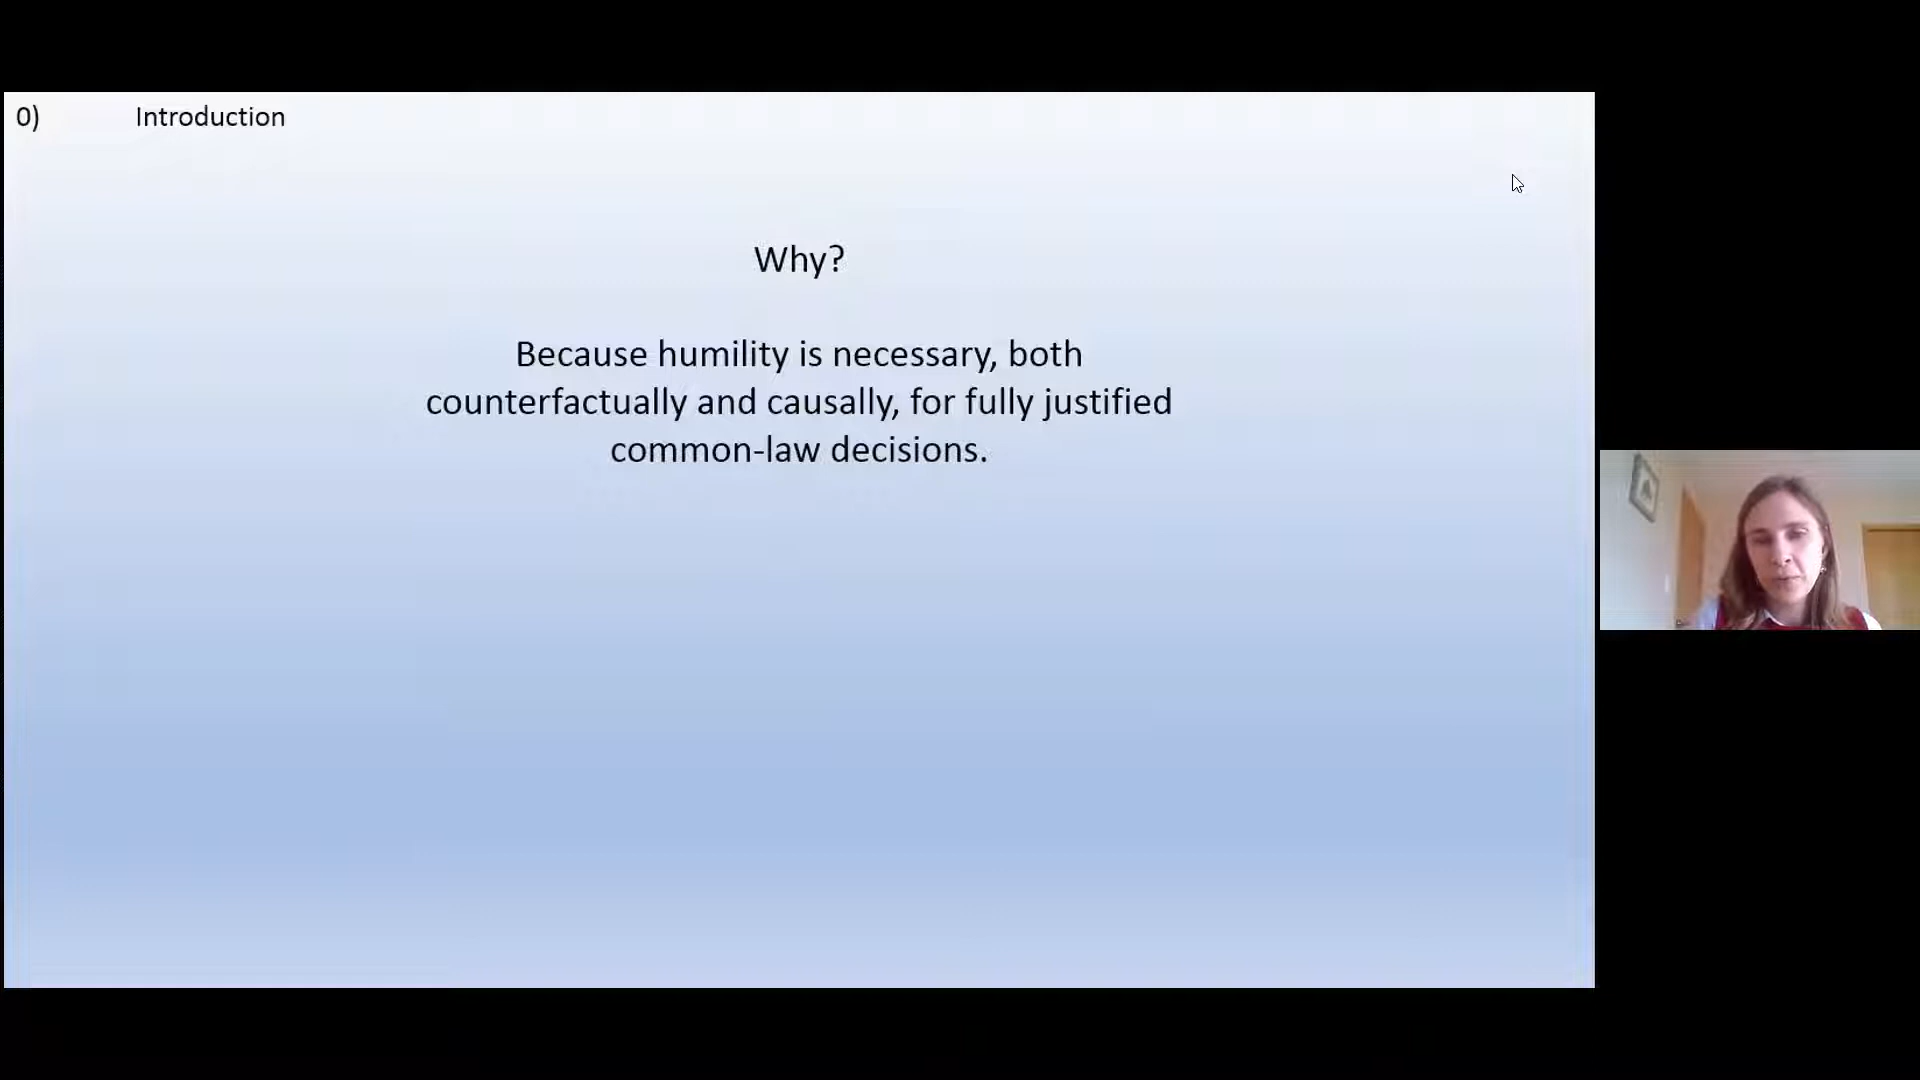 0) Introduction
Why?
Because humility is necessary, both
counterfactually and causally, for fully justified
common-law decisions.